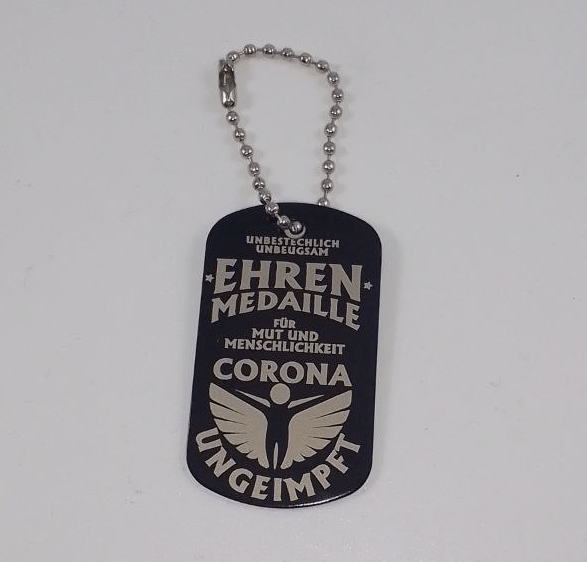 UNBESTECHLICH
UNBEUGSAM
EHREN
MEDAILLE
FÜR
MUT UND
MENSCHLICHKEIT
CORONA
UNGEIMPFT